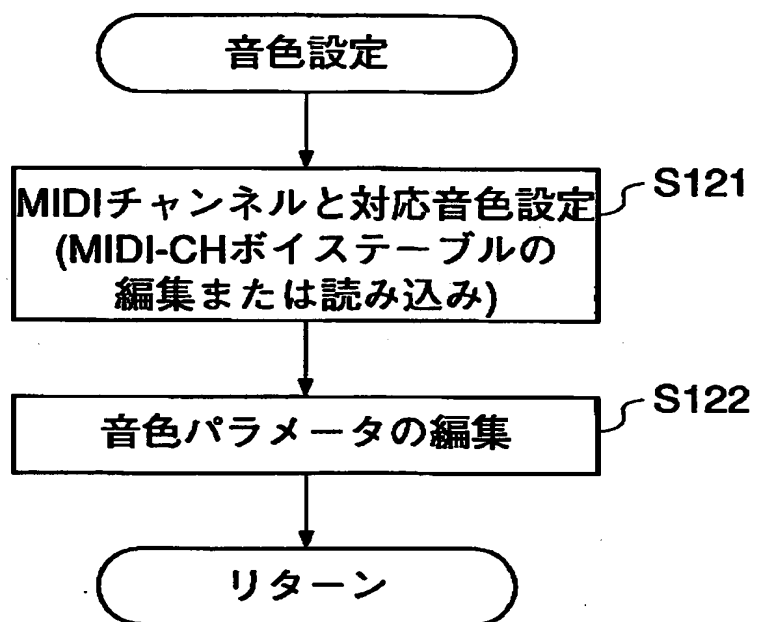 音色設定
MIDIチャンネルと対応音色設定
(MIDI-CHボイステーブルの
編集または読み込み)
S121
音色パラメータの編集
S122
リターン